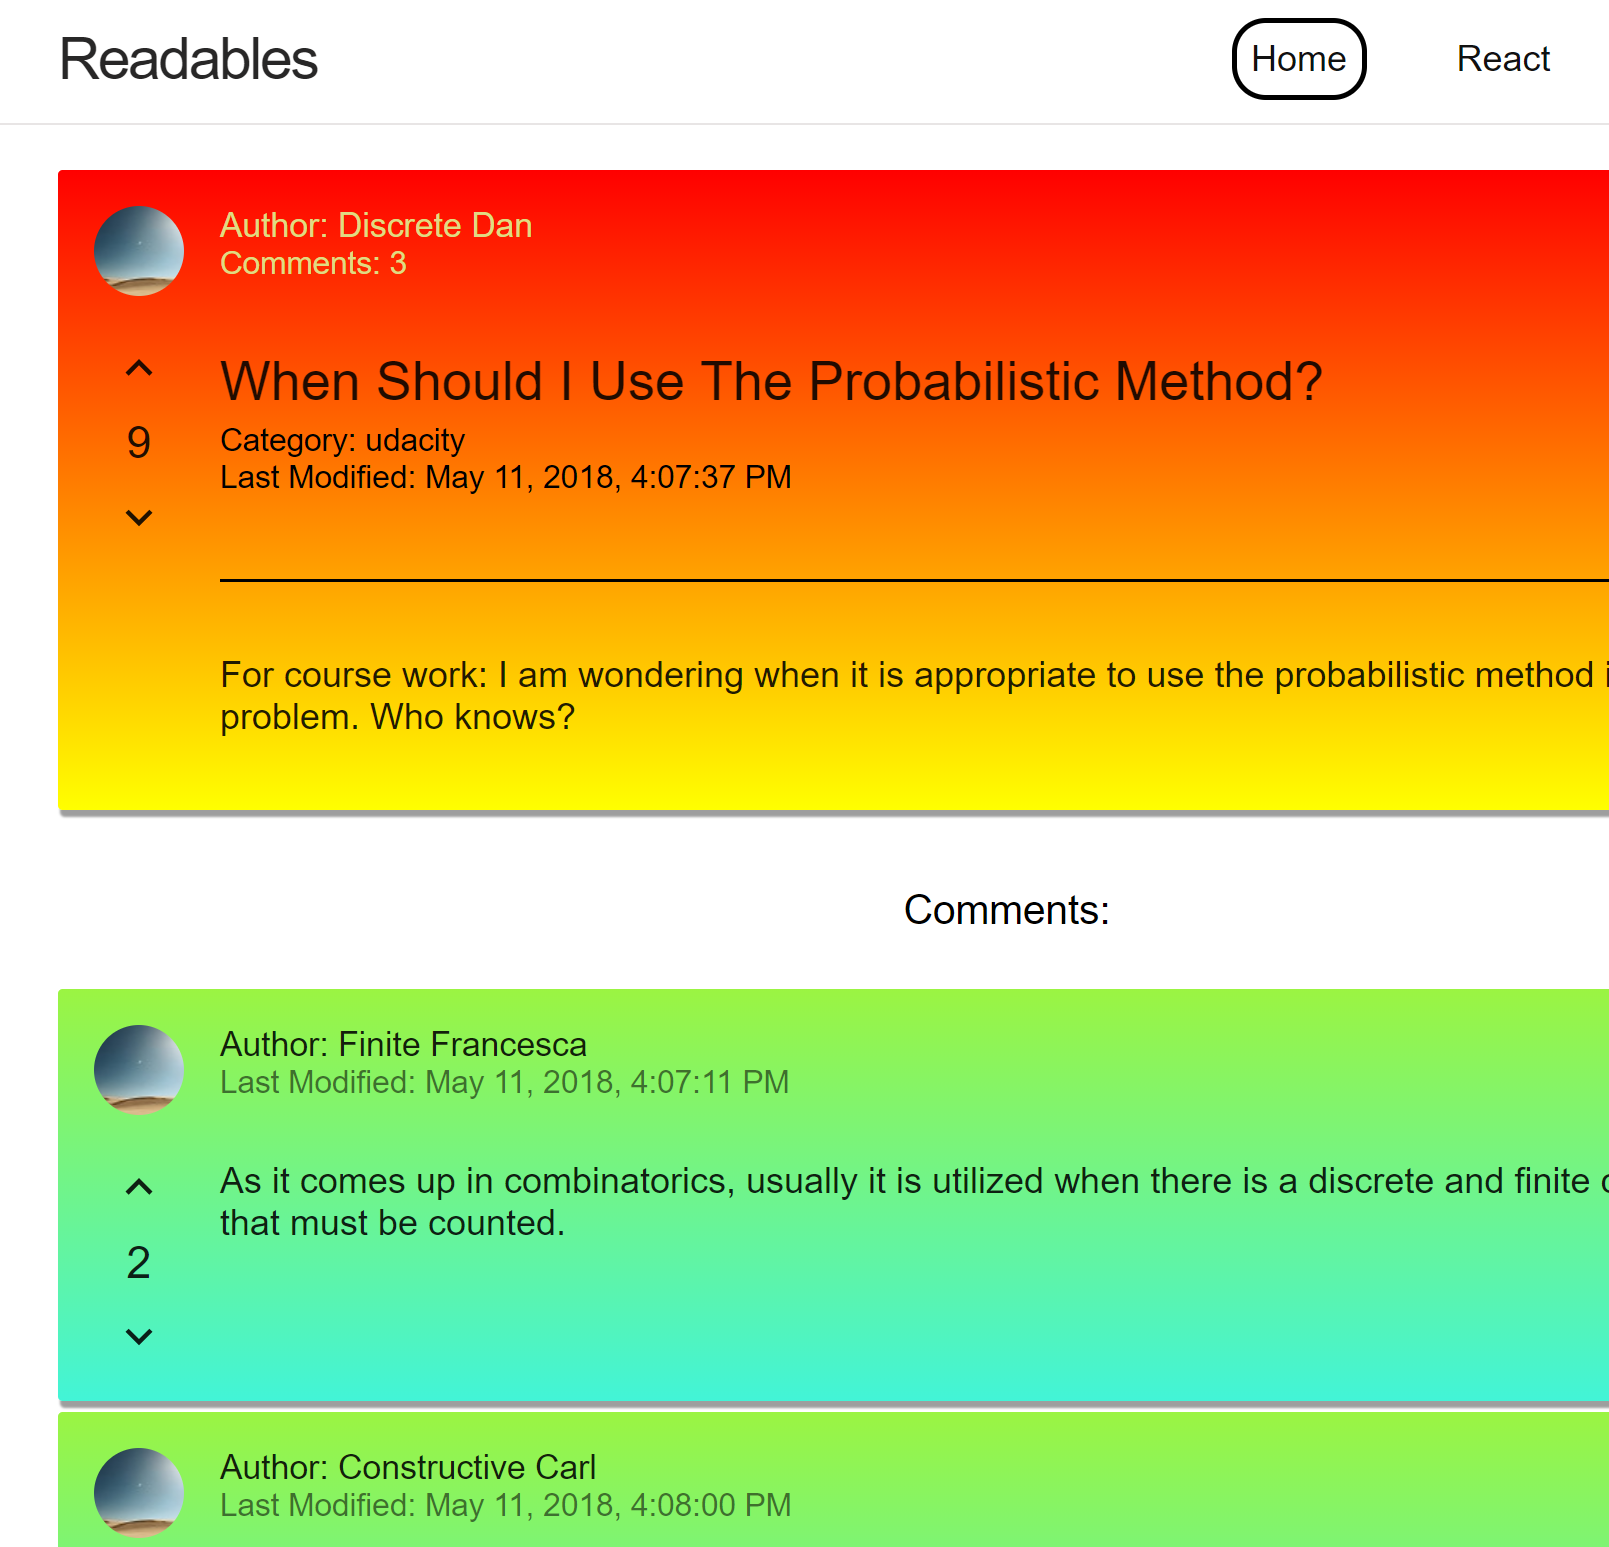 Readables
Home
React
Author: Discrete Dan
Comments: 3
When Should I Use The Probabilistic Method?
9
Category: udacity
Last Modified: May 11, 2018, 4:07:37 PM
For course work: I am wondering when it is appropriate to use the probabilistic method
problem. Who knows?
Comments:
Author: Finite Francesca
Last Modified: May 11, 2018, 4:07:11 PM
As it comes up in combinatorics, usually it is utilized when there is a discrete and finite
that must be counted.
2
Author: Constructive Carl
Last Modified: May 11, 2018, 4:08:00 PM